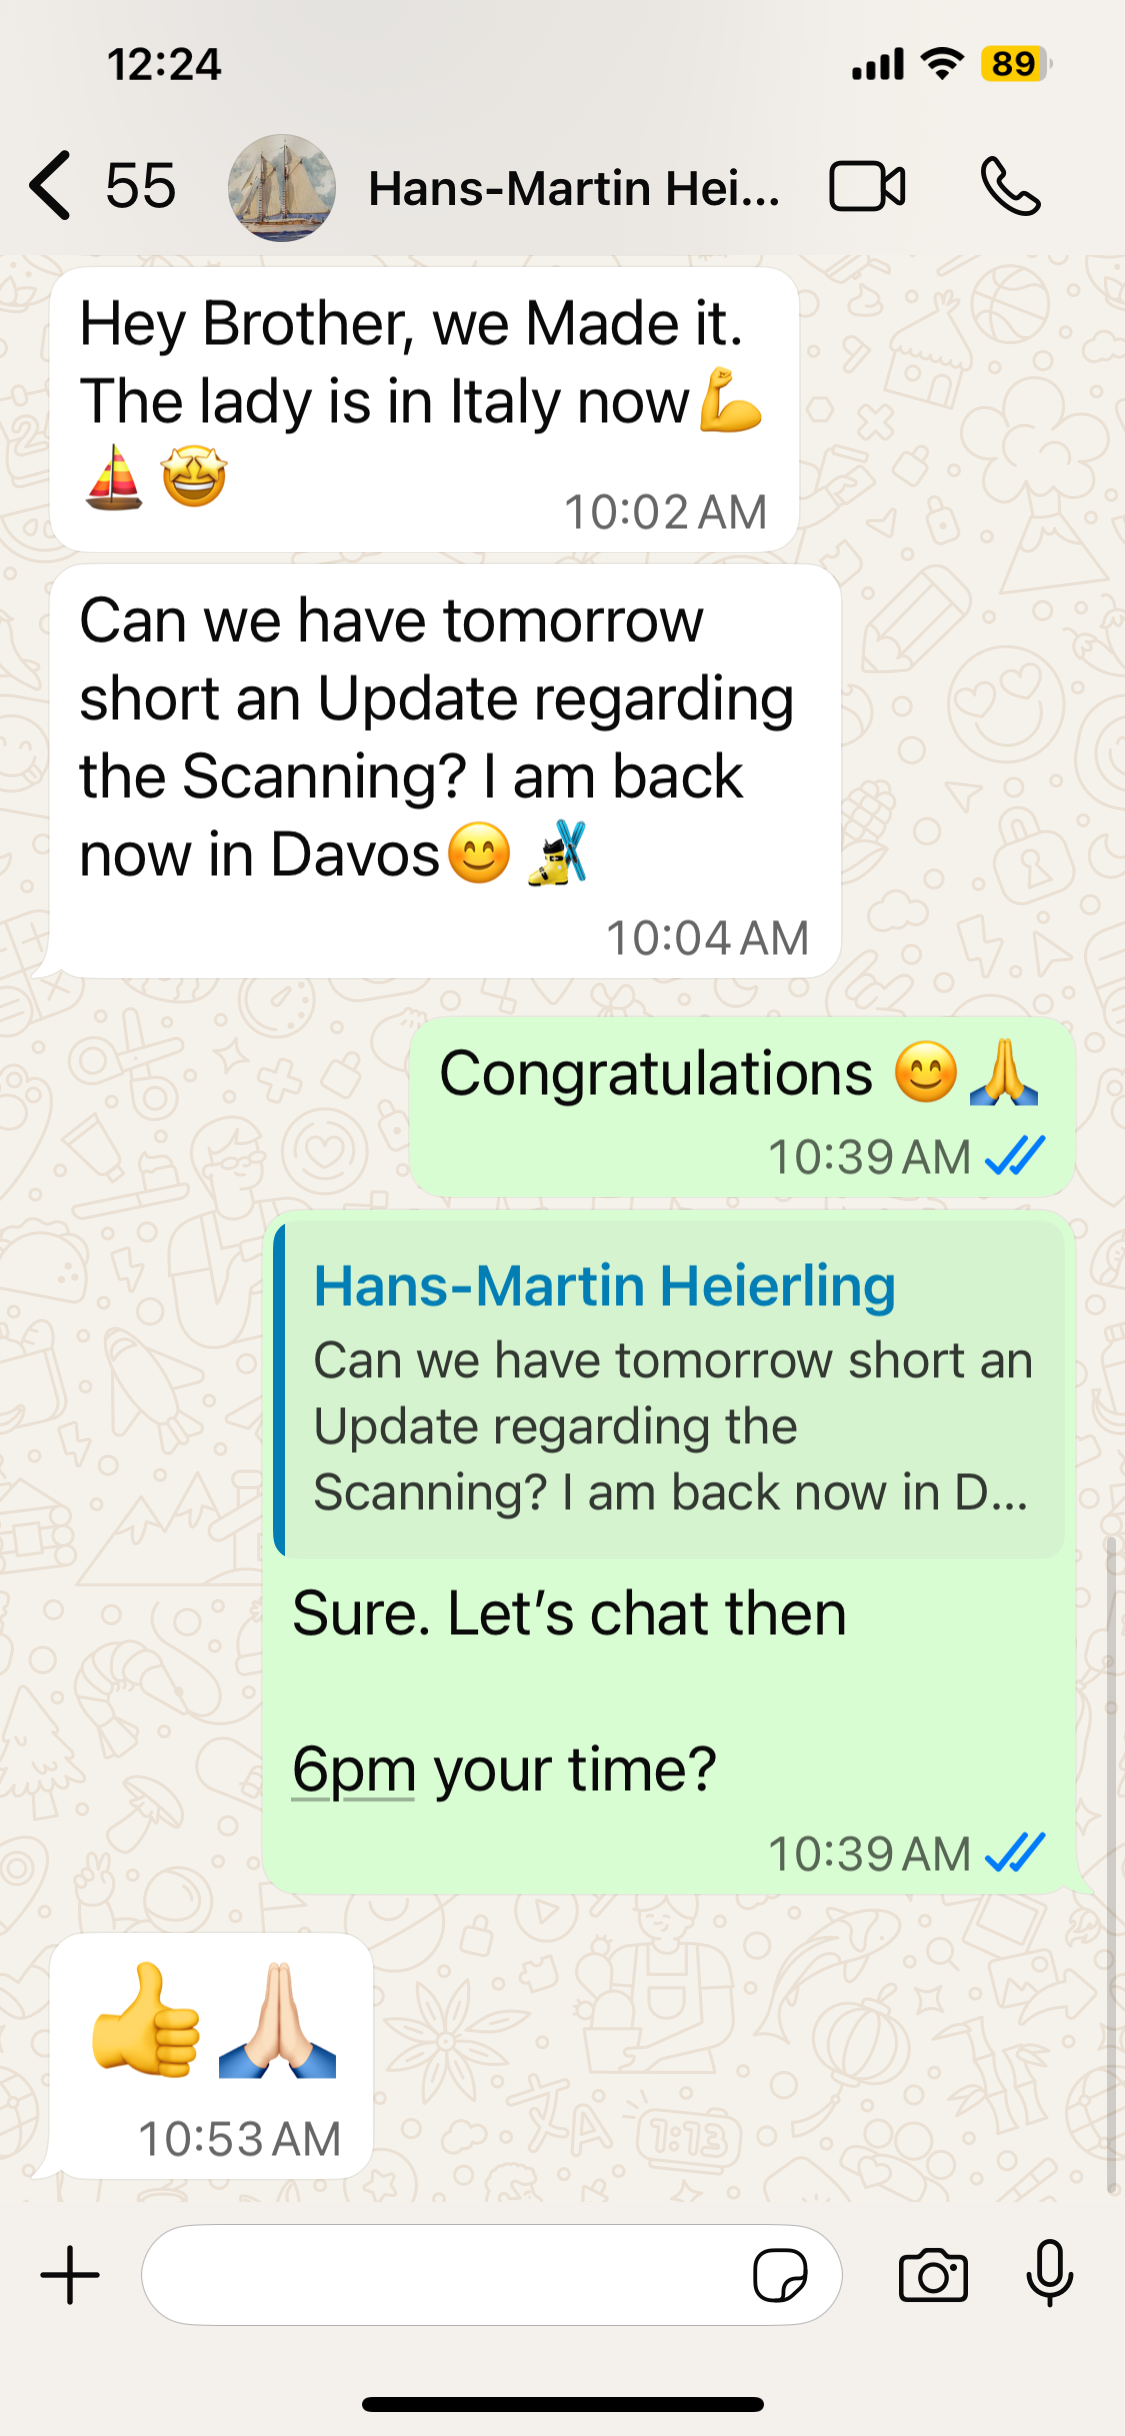 12:24
89
55
Hans-Martin Hei...
Hey Brother, we Made it.
The lady is in Italy now💪
⛵🤩
10:02 AM
Can we have tomorrow
short an Update regarding
the Scanning? I am back
now in Davos😊 🎿
10:04 AM
Congratulations 😊🙏
10:39 AM
Hans-Martin Heierling
Can we have tomorrow short an
Update regarding the
Scanning? I am back now in D...
Sure. Let’s chat then
6pm your time?
10:39 AM
👍🙏🏻
10:53 AM